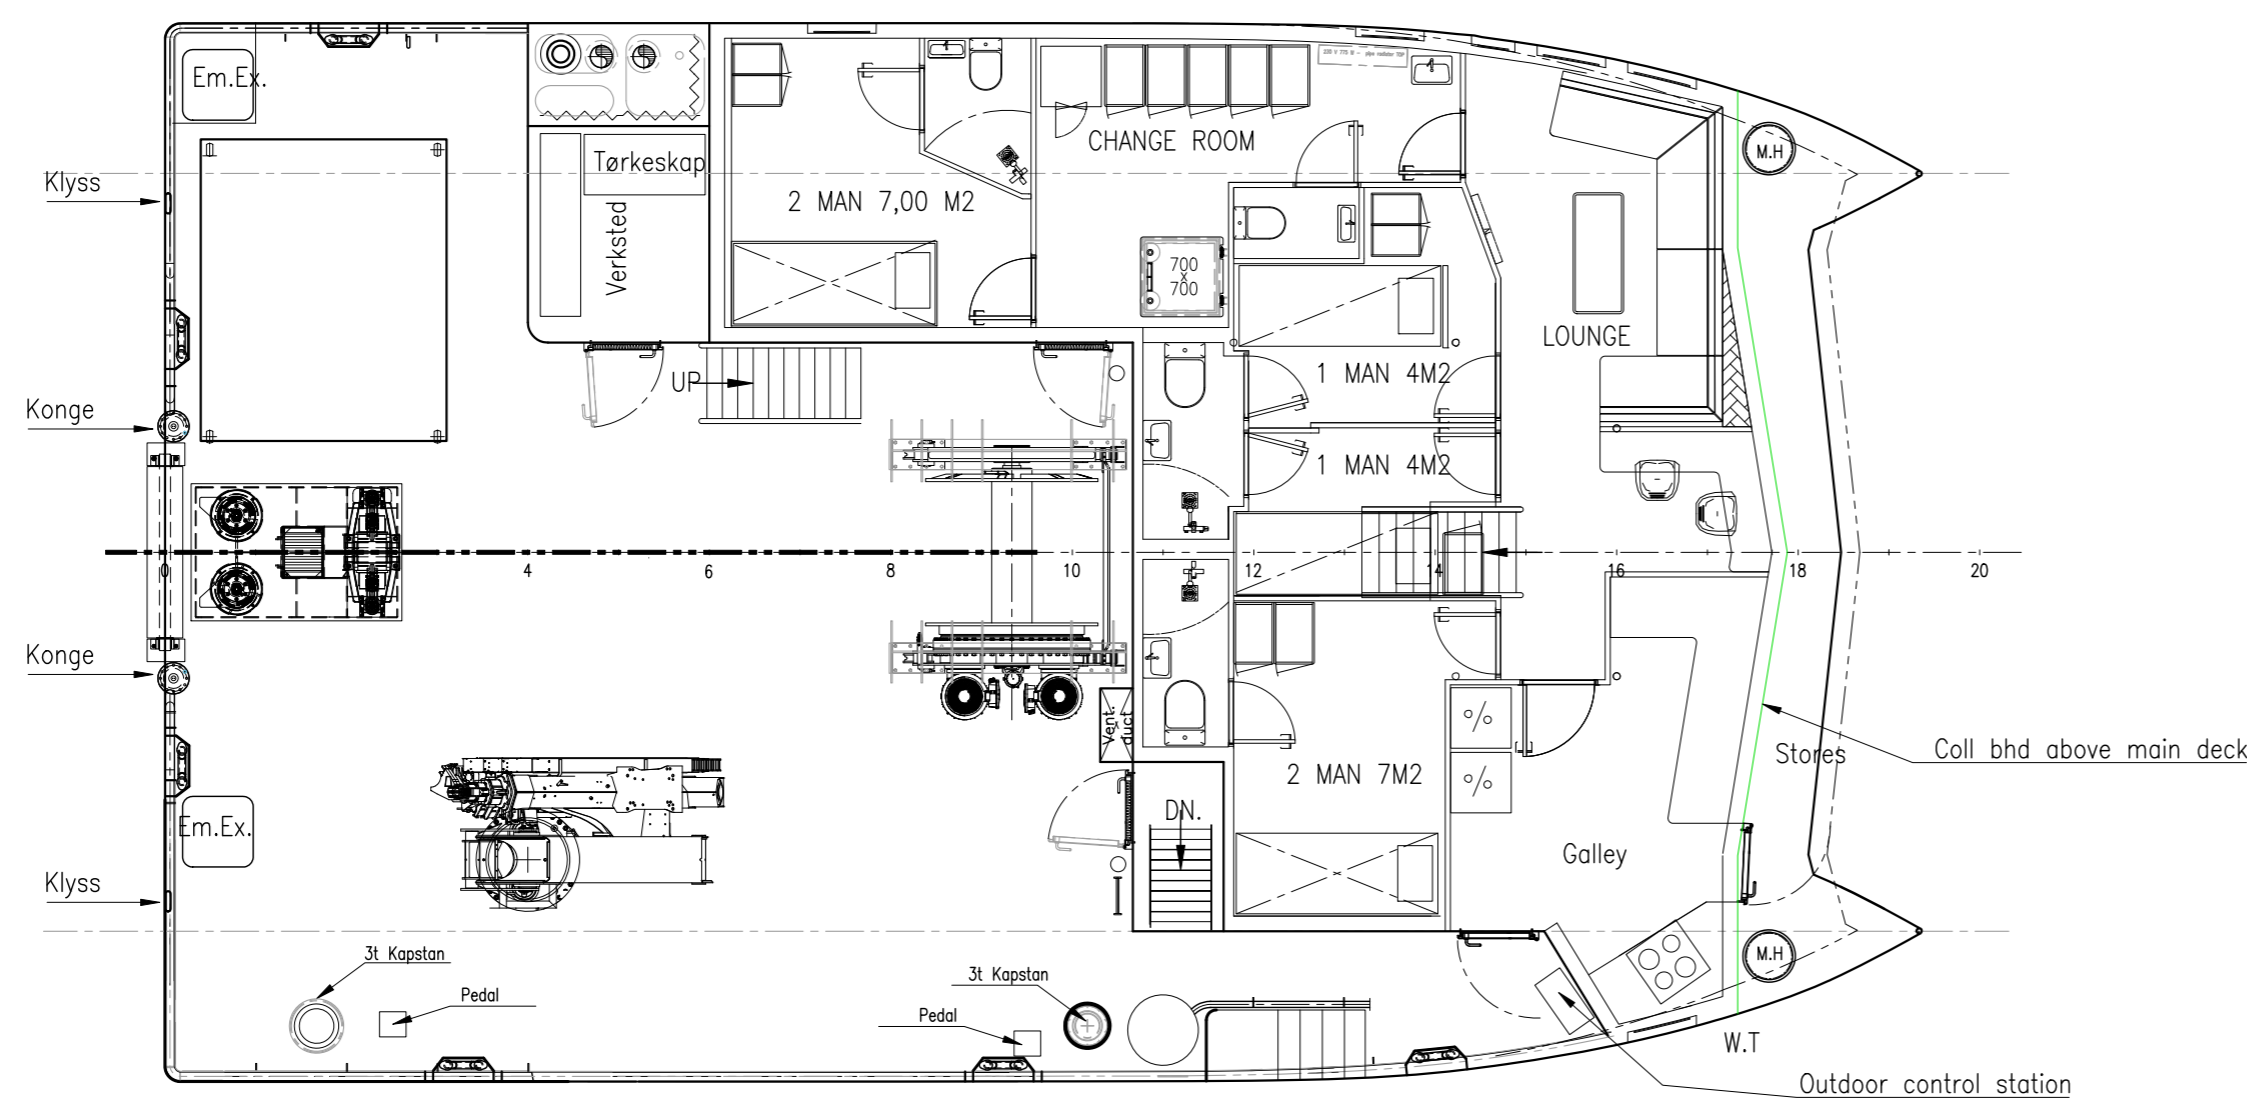 Em.Ex.
Klyss
Tørkeskap
Verksted
2 MAN 7,00 M2
CHANGE ROOM
M.H
700
x
700
LOUNGE
1 MAN 4M2
UP
Konge
1 MAN 4M2
0
4
6
8
10
12
14
16
18
20
Konge
Vent.
duct
Stores
Coll bhd above main deck
2 MAN 7M2
DN.
Em.Ex.
Galley
Klyss
3t Kapstan
Pedal
3t Kapstan
Pedal
M.H
W.T
Outdoor control station